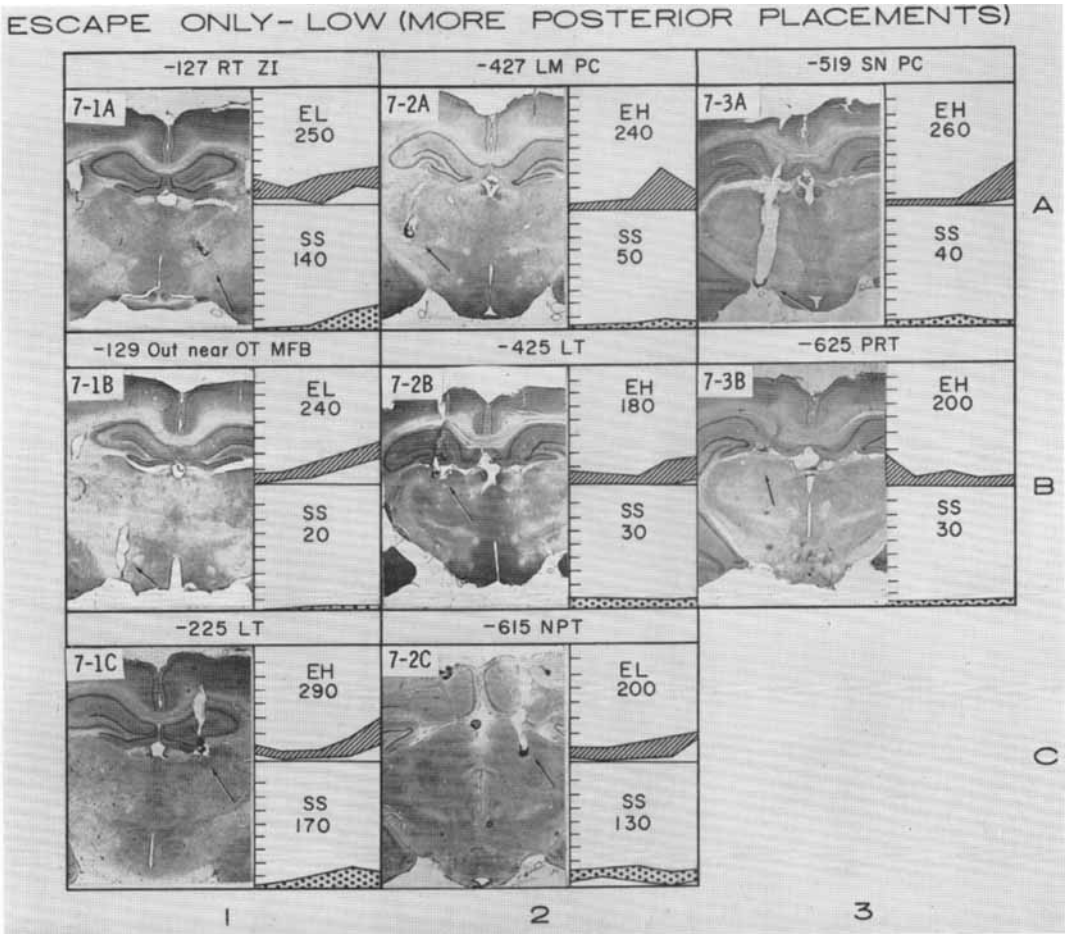 ESCAPE ONLY-LOW (MORE POSTERIOR PLACEMENTS)
-127 RT ZI
-427 LM PC
-519 SN PC
7-1A
EL
250
SS
140
7-2A
EH
240
SS
50
7-3A
EH
260
SS
40
A
-129 Out near OT MFB
-425 LT
-625 PRT
7-1B
EL
240
SS
20
7-2B
EH
180
SS
30
7-3B
EH
200
SS
30
B
-225 LT
-615 NPT
7-1C
EH
290
SS
170
7-2C
EL
200
SS
130
C
1
2
3